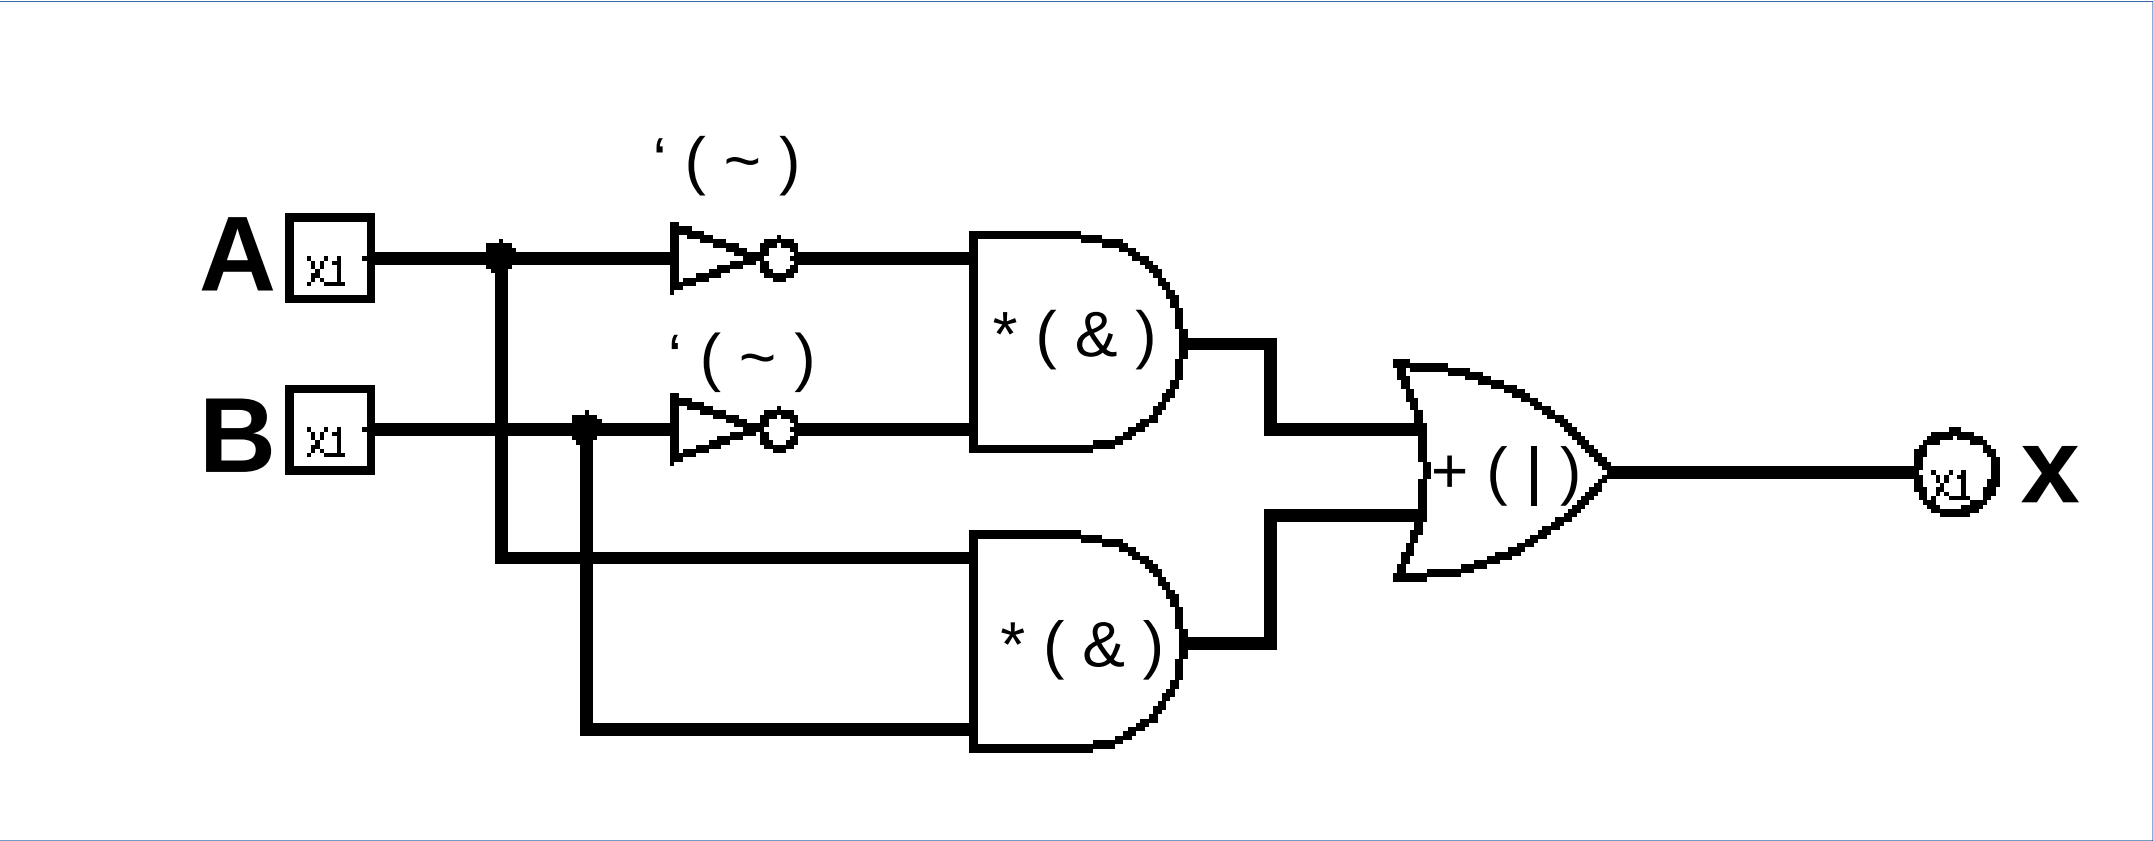 ‘ ( ~ )
A x1
* ( & )
‘ ( ~ )
B x1
+ ( | )
x1 x
* ( & )